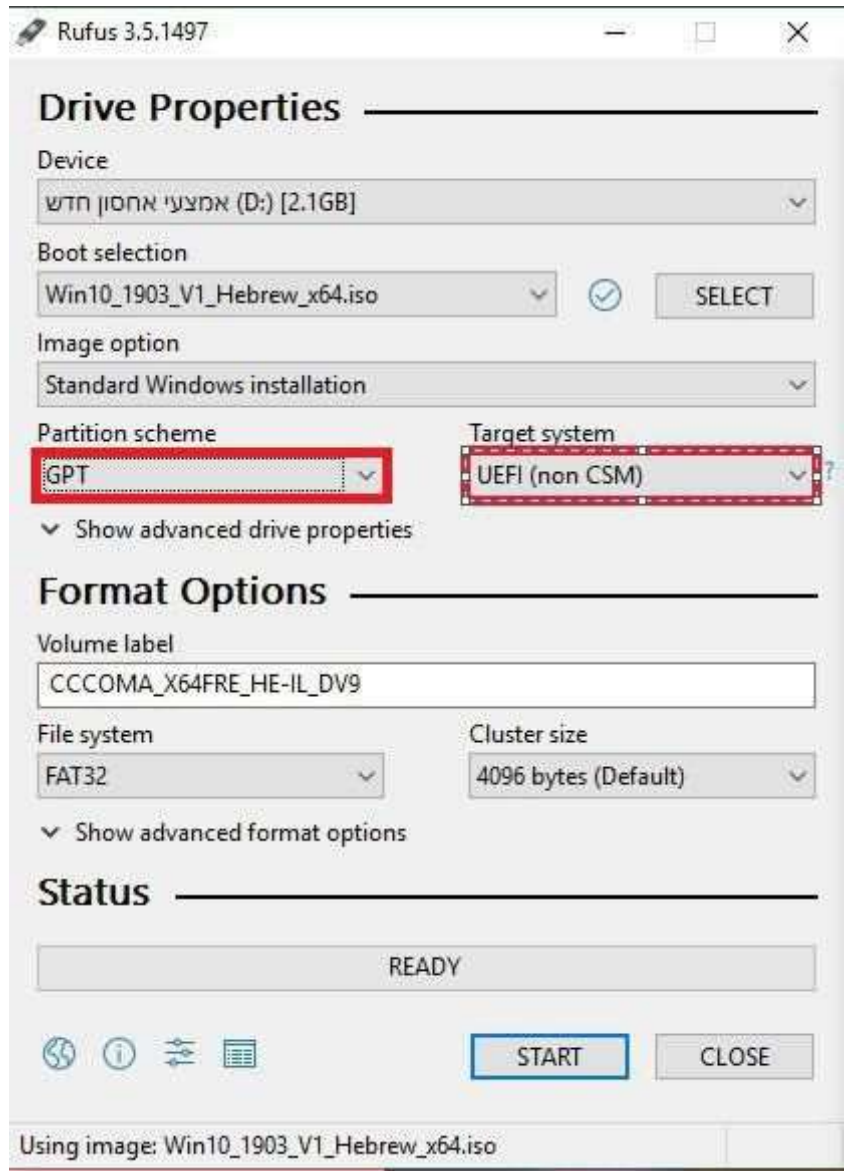 Rufus 3.5.1497
Drive Properties
Device
אמצעי אחסון חדש (D:) [2.1GB]
Boot selection
Win10_1903_V1_Hebrew_x64.iso
SELECT
Image option
Standard Windows installation
Partition scheme
Target system
GPT
UEFI (non CSM)
?
Show advanced drive properties
Format Options
Volume label
CCCOMA_X64FRE_HE-IL_DV9
File system
Cluster size
FAT32
4096 bytes (Default)
Show advanced format options
Status
READY
START
CLOSE
Using image: Win10_1903_V1_Hebrew_x64.iso